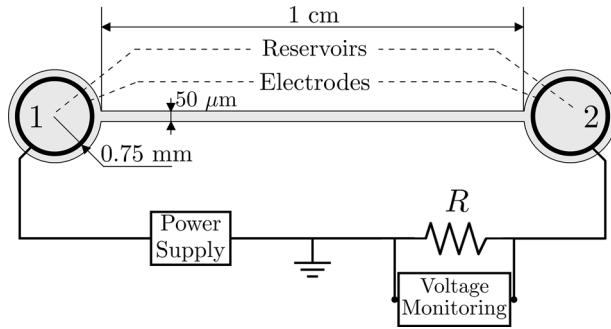 1 cm
Reservoirs
Electrodes
50 μm
1
2
0.75 mm
R
Power
Supply
Voltage
Monitoring